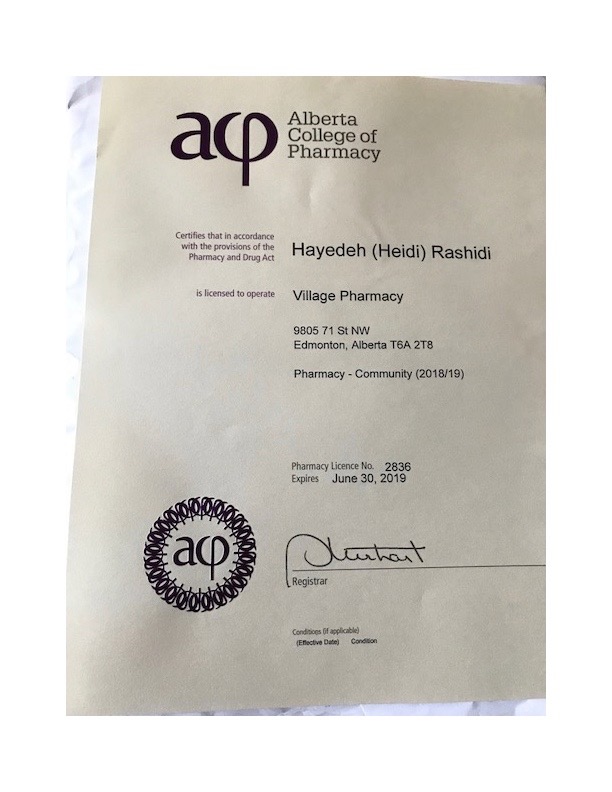 acp Alberta
College of
Pharmacy
Certifies that in accordance
with the provisions of the
Pharmacy and Drug Act
Hayedeh (Heidi) Rashidi
is licensed to operate
Village Pharmacy
9805 71 St NW
Edmonton, Alberta T6A 2T8
Pharmacy - Community (2018/19)
Pharmacy Licence No. 2836
Expires June 30, 2019
acp
Registrar
Conditions (if applicable)
(Effective Date) Condition